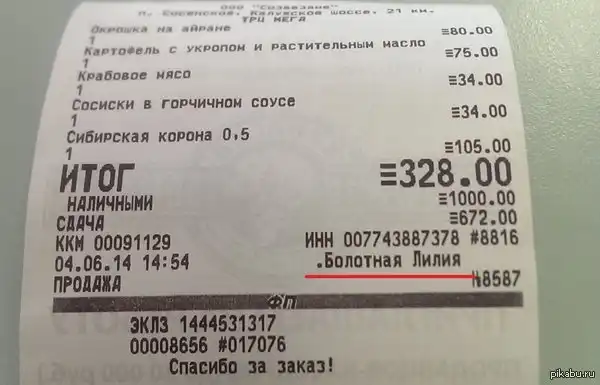 ООО "Созвездие"
п. Сосенское, Калужское шоссе, 21 км.
ТРЦ МЕГА
Окрошка на айране
1 ≡80.00
Картофель с укропом и растительным масло
1 ≡75.00
Крабовое мясо
1 ≡34.00
Сосиски в горчичном соусе
1 ≡34.00
Сибирская корона 0,5
1 ≡105.00
ИТОГ ≡328.00
НАЛИЧНЫМИ ≡1000.00
СДАЧА ≡672.00
ККМ 00091129 ИНН 007743887378 #8816
04.06.14 14:54 .Болотная Лилия
ПРОДАЖА №8587
ФП
ЭКЛЗ 1444531317
00008656 #017076
Спасибо за заказ!
pikabu.ru